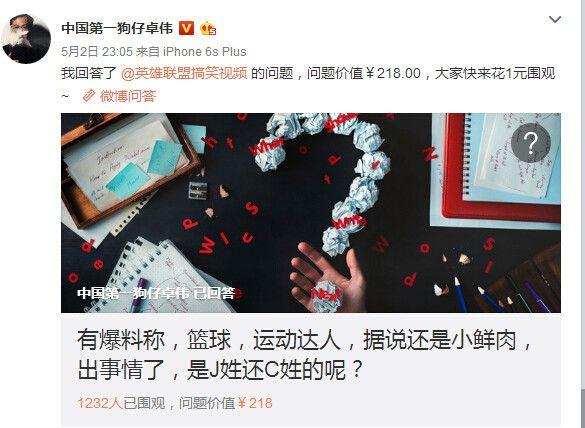 中国第一狗仔卓伟
5月2日 23:05 来自 iPhone 6s Plus
我回答了 @英雄联盟搞笑视频 的问题，问题价值￥218.00，大家快来花1元围观
~ 微博问答
?
Who
What
Next
中国第一狗仔卓伟 已回答
有爆料称，篮球，运动达人，据说还是小鲜肉，
出事情了，是J姓还C姓的呢？
1232人已围观，问题价值￥218